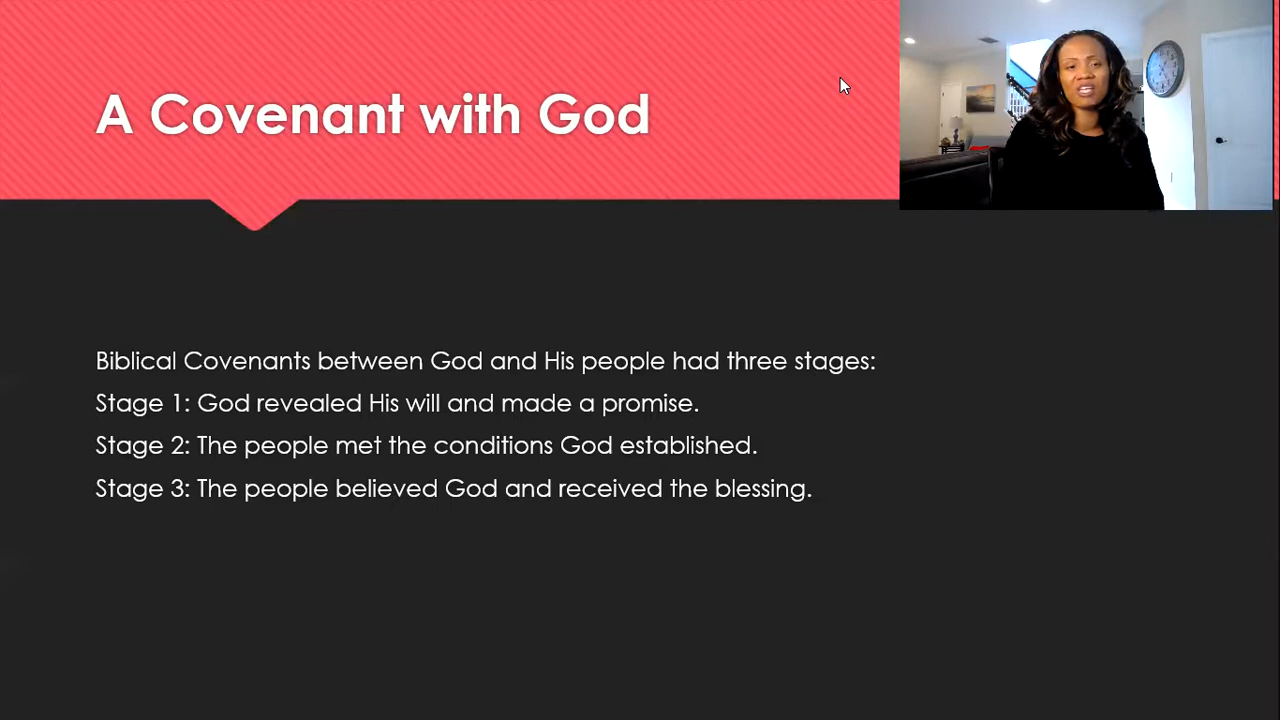 A Covenant with God
Biblical Covenants between God and His people had three stages:
Stage 1: God revealed His will and made a promise.
Stage 2: The people met the conditions God established.
Stage 3: The people believed God and received the blessing.